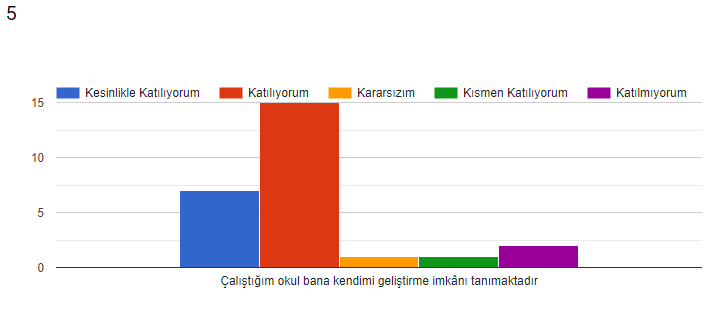 5
Kesinlikle Katılıyorum Katılıyorum Kararsızım Kısmen Katılıyorum Katılmıyorum
15
10
5
0
Çalıştığım okul bana kendimi geliştirme imkânı tanımaktadır